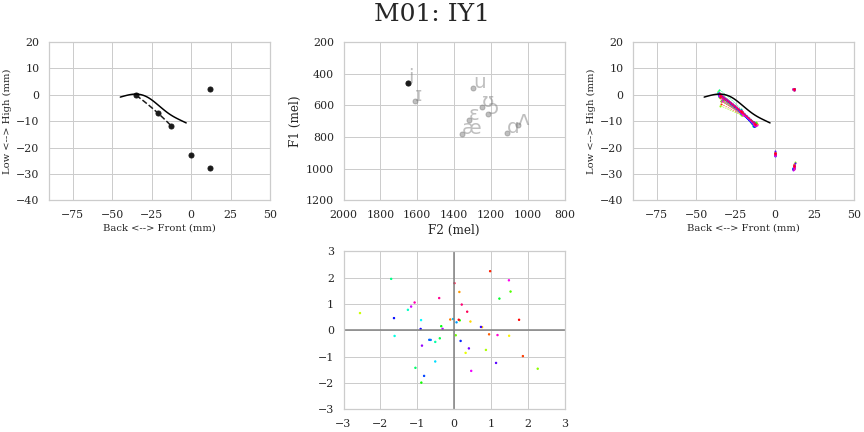 M01: IY1
20
10
0
−10
−20
−30
−40
−75 −50 −25 0 25 50
Low <--> High (mm)
Back <--> Front (mm)
200
400
600
800
1000
1200
2000 1800 1600 1400 1200 1000 800
F1 (mel)
F2 (mel)
i
ɪ
u
ʊ
ɔ
ɛ
æ
ɑ
ʌ
20
10
0
−10
−20
−30
−40
−75 −50 −25 0 25 50
Low <--> High (mm)
Back <--> Front (mm)
3
2
1
0
−1
−2
−3
−3 −2 −1 0 1 2 3